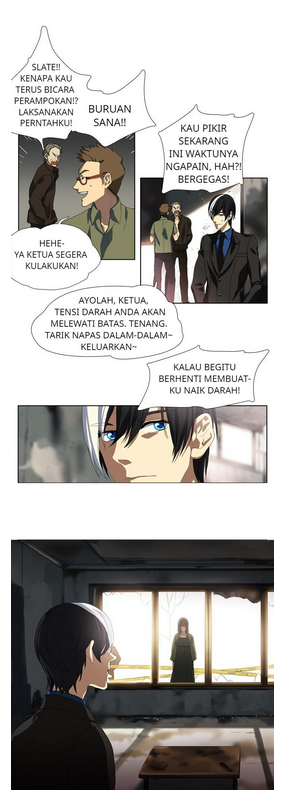 SLATE!!
KENAPA KAU
TERUS BICARA
PERAMPOKAN!?
LAKSANAKAN
PERNTAHKU!
BURUAN
SANA!!
KAU PIKIR
SEKARANG
INI WAKTUNYA
NGAPAIN, HAH?!
BERGEGAS!
HEHE-
YA KETUA SEGERA
KULAKUKAN!
AYOLAH, KETUA,
TENSI DARAH ANDA AKAN
MELEWATI BATAS. TENANG.
TARIK NAPAS DALAM-DALAM~
KELUARKAN~
KALAU BEGITU
BERHENTI MEMBUAT-
KU NAIK DARAH!